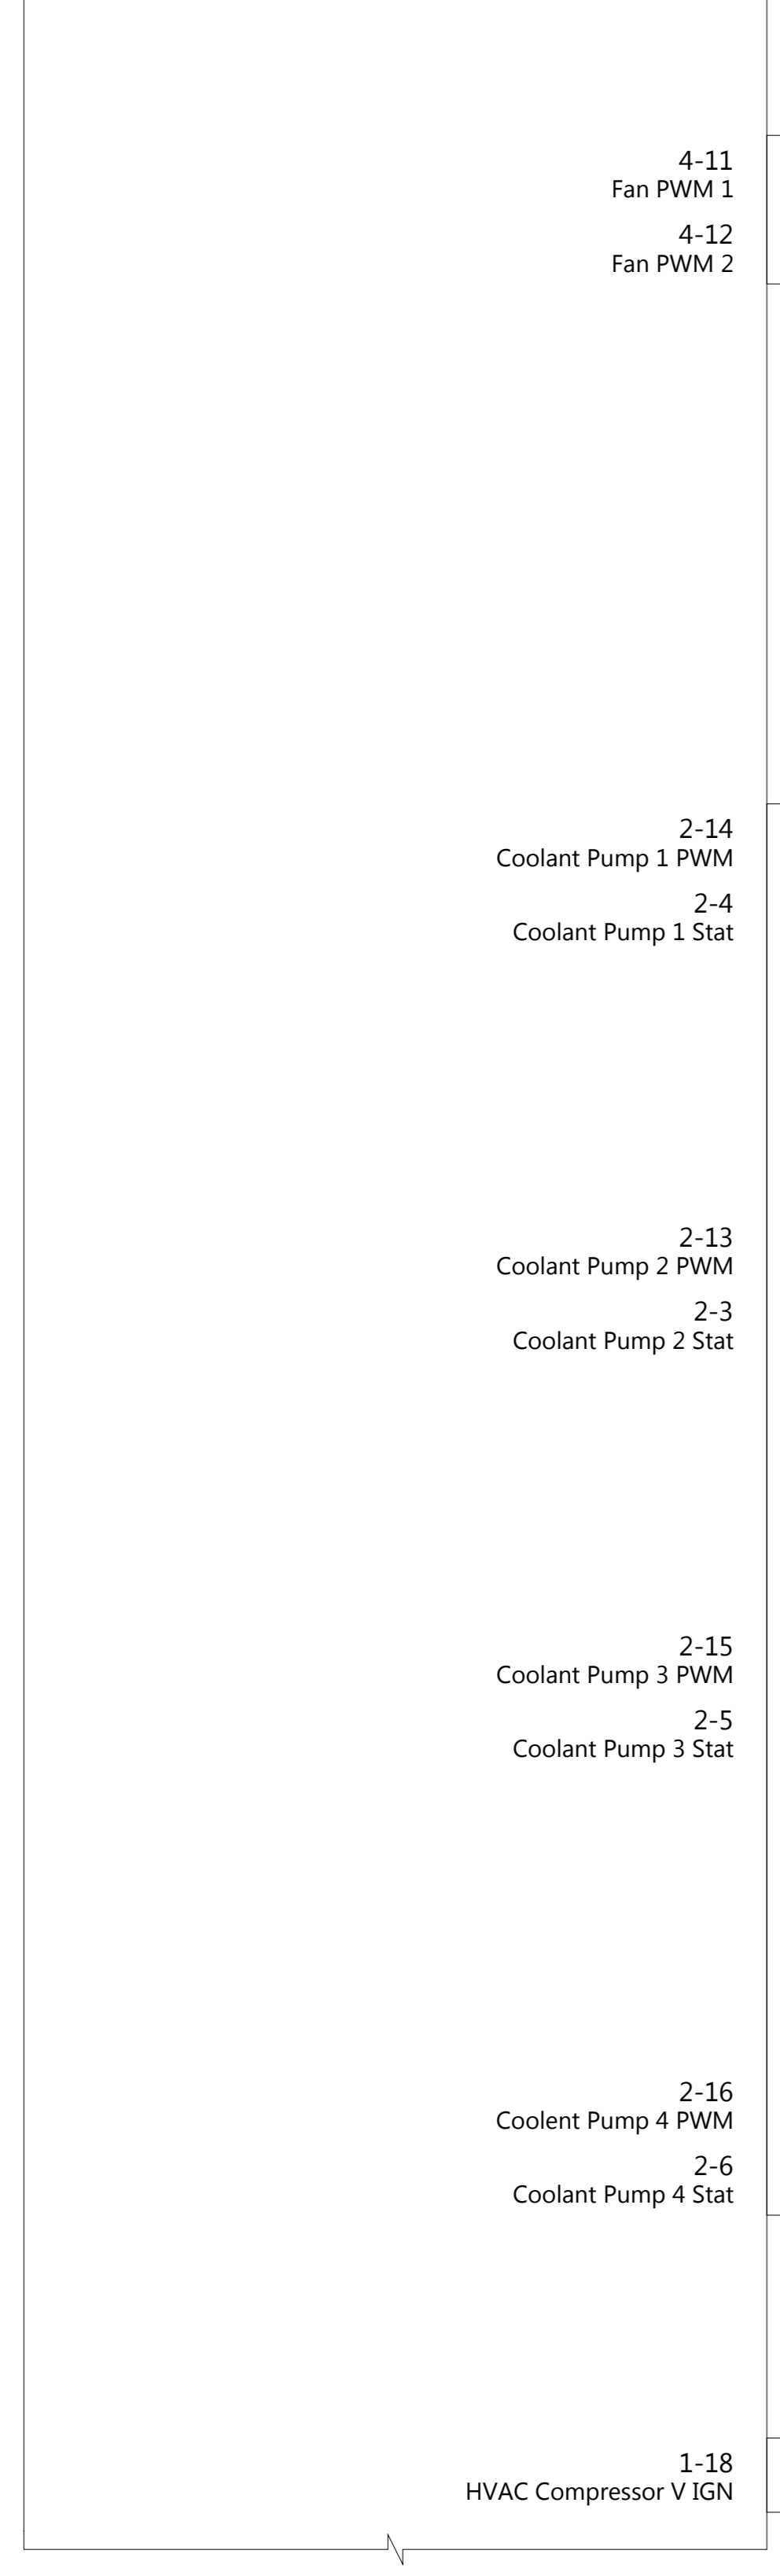 4-11
Fan PWM 1
4-12
Fan PWM 2
2-14
Coolant Pump 1 PWM
2-4
Coolant Pump 1 Stat
2-13
Coolant Pump 2 PWM
2-3
Coolant Pump 2 Stat
2-15
Coolant Pump 3 PWM
2-5
Coolant Pump 3 Stat
2-16
Coolent Pump 4 PWM
2-6
Coolant Pump 4 Stat
1-18
HVAC Compressor V IGN